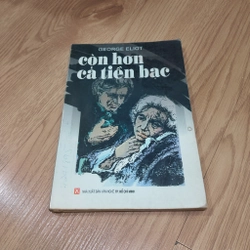 GEORGE ELIOT
còn hơn
cả tiền bạc